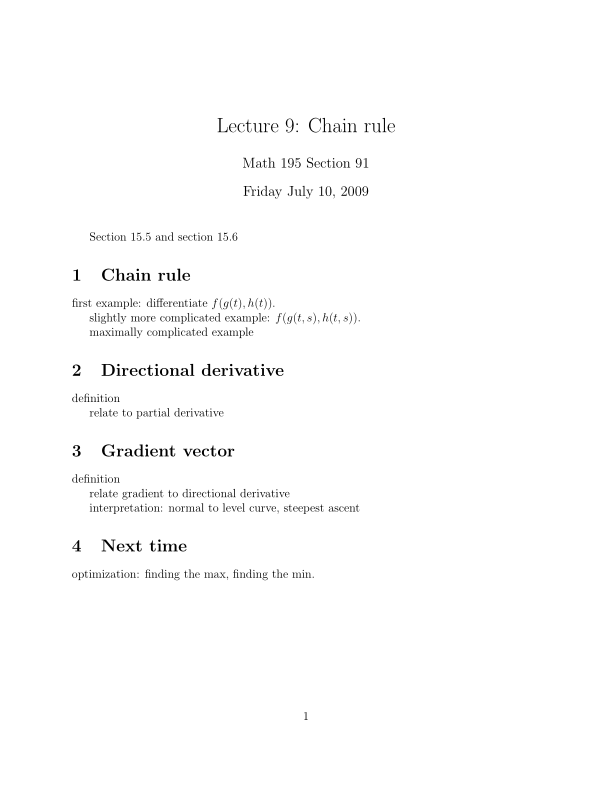 Lecture 9: Chain rule
Math 195 Section 91
Friday July 10, 2009
Section 15.5 and section 15.6
1 Chain rule
first example: differentiate f(g(t), h(t)).
slightly more complicated example: f(g(t, s), h(t, s)).
maximally complicated example
2 Directional derivative
definition
relate to partial derivative
3 Gradient vector
definition
relate gradient to directional derivative
interpretation: normal to level curve, steepest ascent
4 Next time
optimization: finding the max, finding the min.
1